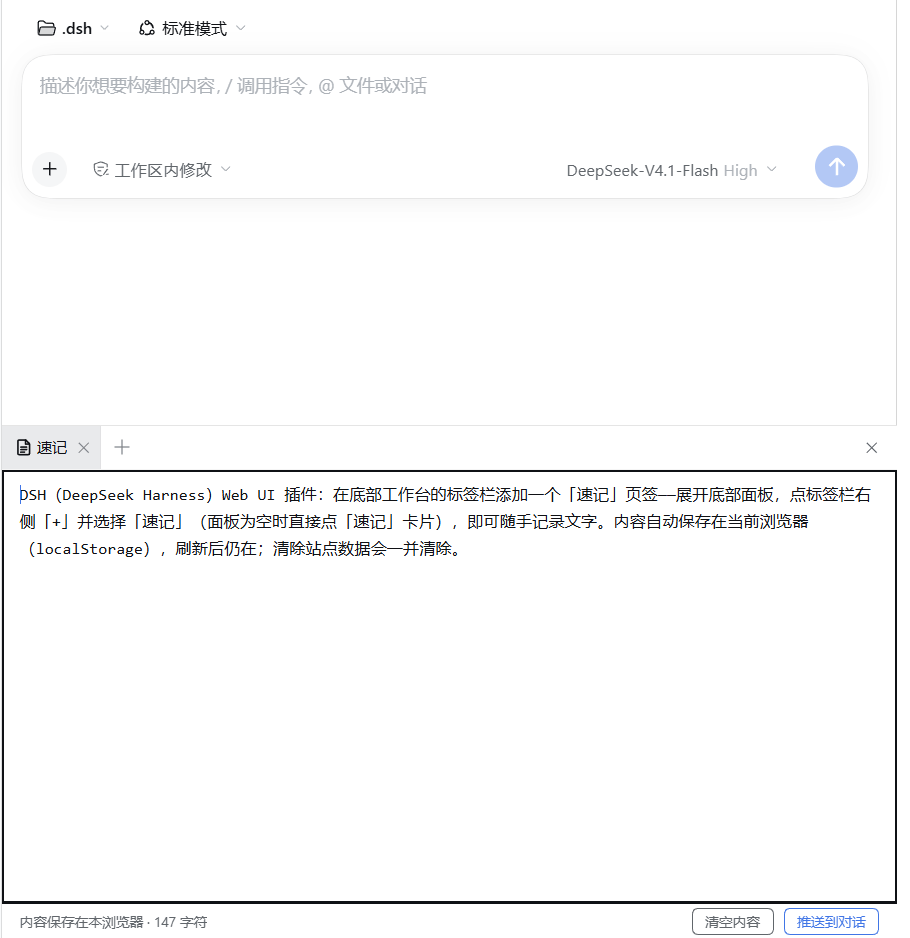 .dsh 标准模式
描述你想要构建的内容, / 调用指令, @ 文件或对话
工作区内修改 DeepSeek-V4.1-Flash High
速记
DSH（DeepSeek Harness）Web UI 插件：在底部工作台的标签栏添加一个「速记」页签——展开底部面板，点标签栏右
侧「+」并选择「速记」（面板为空时直接点「速记」卡片），即可随手记录文字。内容自动保存在当前浏览器
（localStorage），刷新后仍在；清除站点数据会一并清除。
内容保存在本浏览器 · 147 字符 清空内容 推送到对话